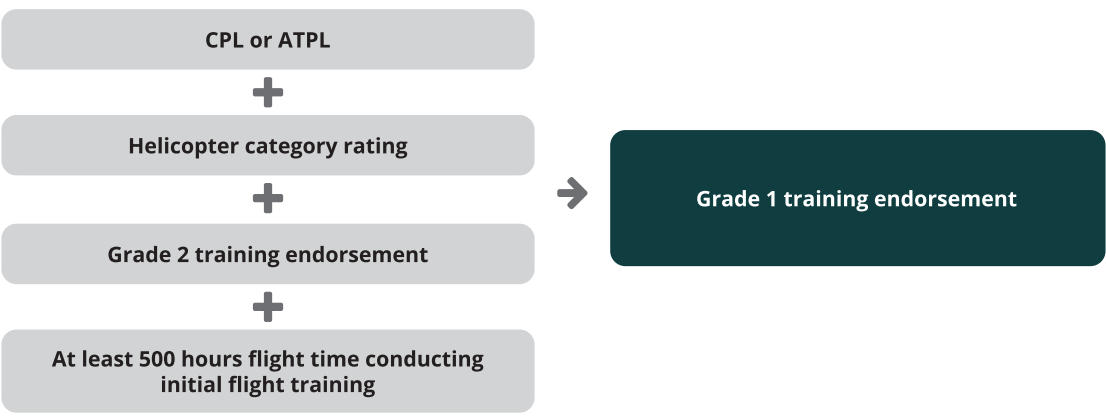 CPL or ATPL
Helicopter category rating
Grade 2 training endorsement
At least 500 hours flight time conducting
initial flight training
Grade 1 training endorsement